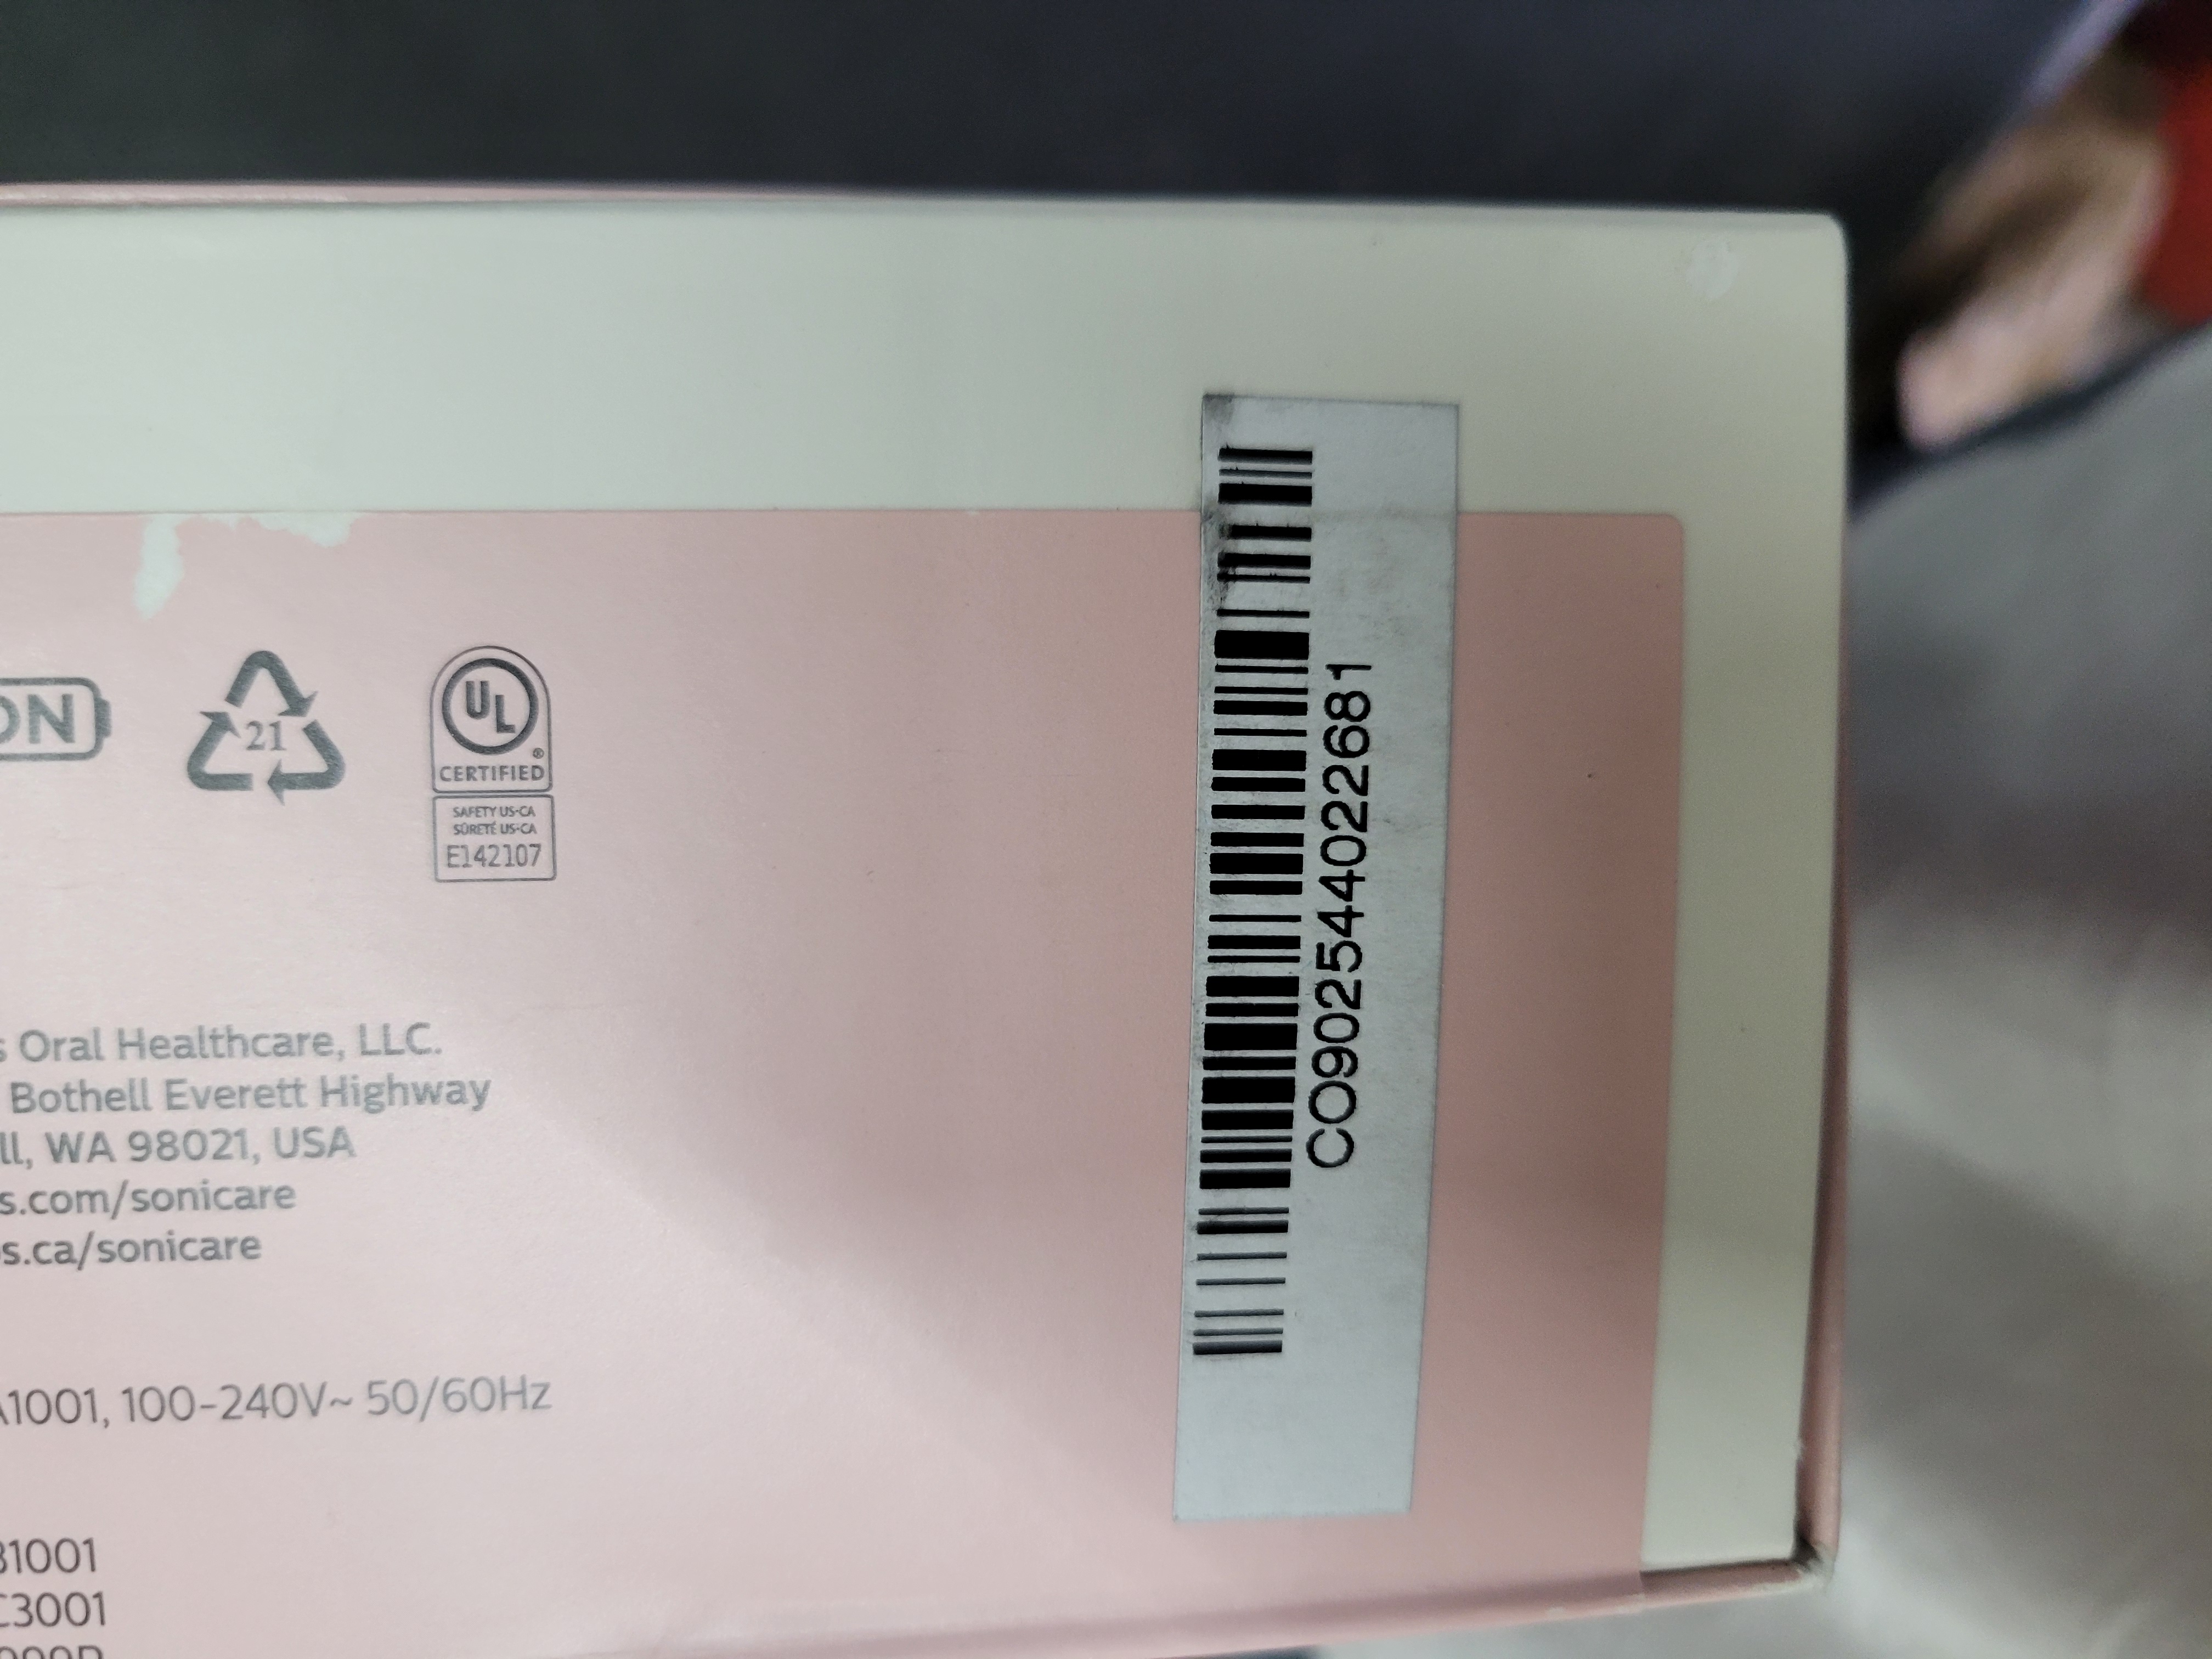 ON
21
UL
®
CERTIFIED
SAFETY US-CA
SÛRETÉ US-CA
E142107
s Oral Healthcare, LLC.
Bothell Everett Highway
ll, WA 98021, USA
s.com/sonicare
s.ca/sonicare
A1001, 100-240V~ 50/60Hz
B1001
C3001
CO902544022681